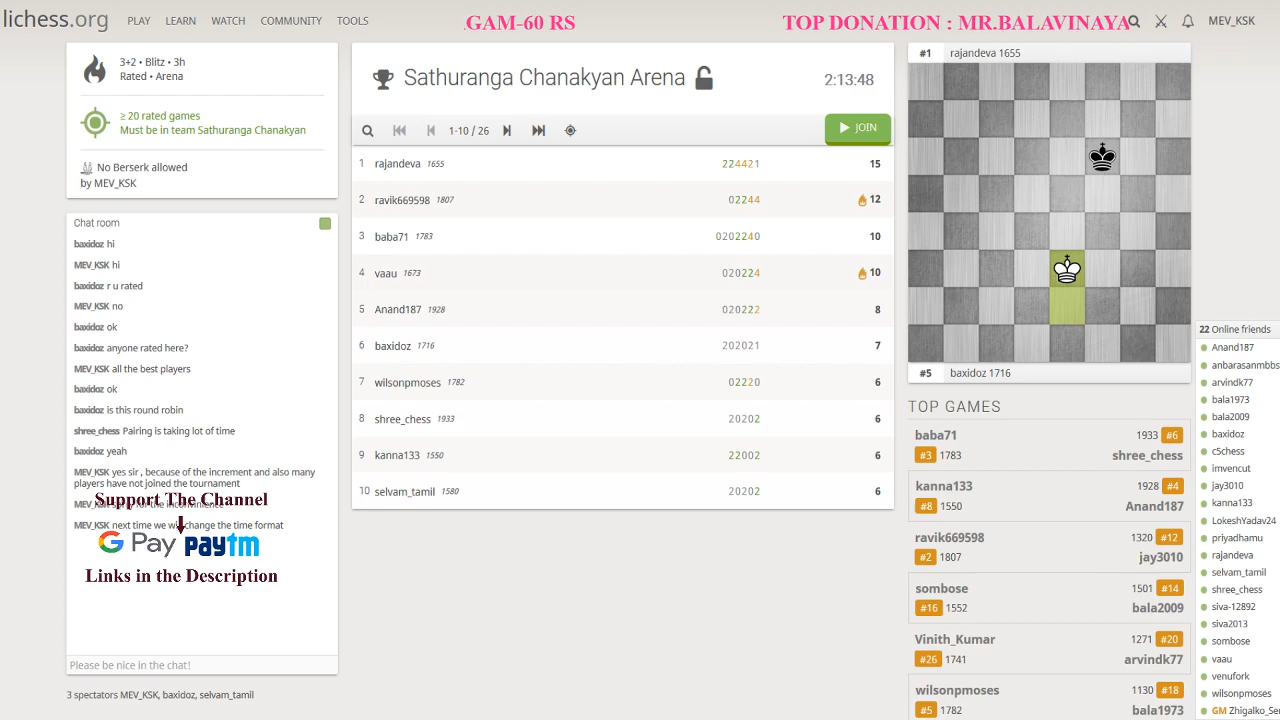 lichess.org
PLAY LEARN WATCH COMMUNITY TOOLS
GAM-60 RS
TOP DONATION : MR.BALAVINAYA
MEV_KSK
3+2 • Blitz • 3h
Rated • Arena
≥ 20 rated games
Must be in team Sathuranga Chanakyan
No Berserk allowed
by MEV_KSK
Chat room
baxidoz hi
MEV_KSK hi
baxidoz r u rated
MEV_KSK no
baxidoz ok
baxidoz anyone rated here?
MEV_KSK all the best players
baxidoz ok
baxidoz is this round robin
shree_chess Pairing is taking lot of time
baxidoz yeah
MEV_KSK yes sir , because of the increment and also many
players have not joined the tournament
Support The Channel
MEV_KSK for the
MEV_KSK next time we will change the time format
G Pay paytm
Links in the Description
Please be nice in the chat!
3 spectators MEV_KSK, baxidoz, selvam_tamil
Sathuranga Chanakyan Arena
2:13:48
1-10 / 26
JOIN
1 rajandeva 1655 224421 15
2 ravik669598 1807 02244 12
3 baba71 1783 0202240 10
4 vaau 1673 020224 10
5 Anand187 1928 020222 8
6 baxidoz 1716 202021 7
7 wilsonpmoses 1782 02220 6
8 shree_chess 1933 20202 6
9 kanna133 1550 22002 6
10 selvam_tamil 1580 20202 6
#1 rajandeva 1655
#5 baxidoz 1716
TOP GAMES
baba71 1933 #6
#3 1783 shree_chess
kanna133 1928 #4
#8 1550 Anand187
ravik669598 1320 #12
#2 1807 jay3010
sombose 1501 #14
#16 1552 bala2009
Vinith_Kumar 1271 #20
#26 1741 arvindk77
wilsonpmoses 1130 #18
#5 1782 bala1973
22 Online friends
Anand187
anbarasanmbbs
arvindk77
bala1973
bala2009
baxidoz
c5chess
imvencut
jay3010
kanna133
LokeshYadav24
priyadhamu
rajandeva
selvam_tamil
shree_chess
siva-12892
siva2013
sombose
vaau
venufork
wilsonpmoses
GM Zhigalko_Se